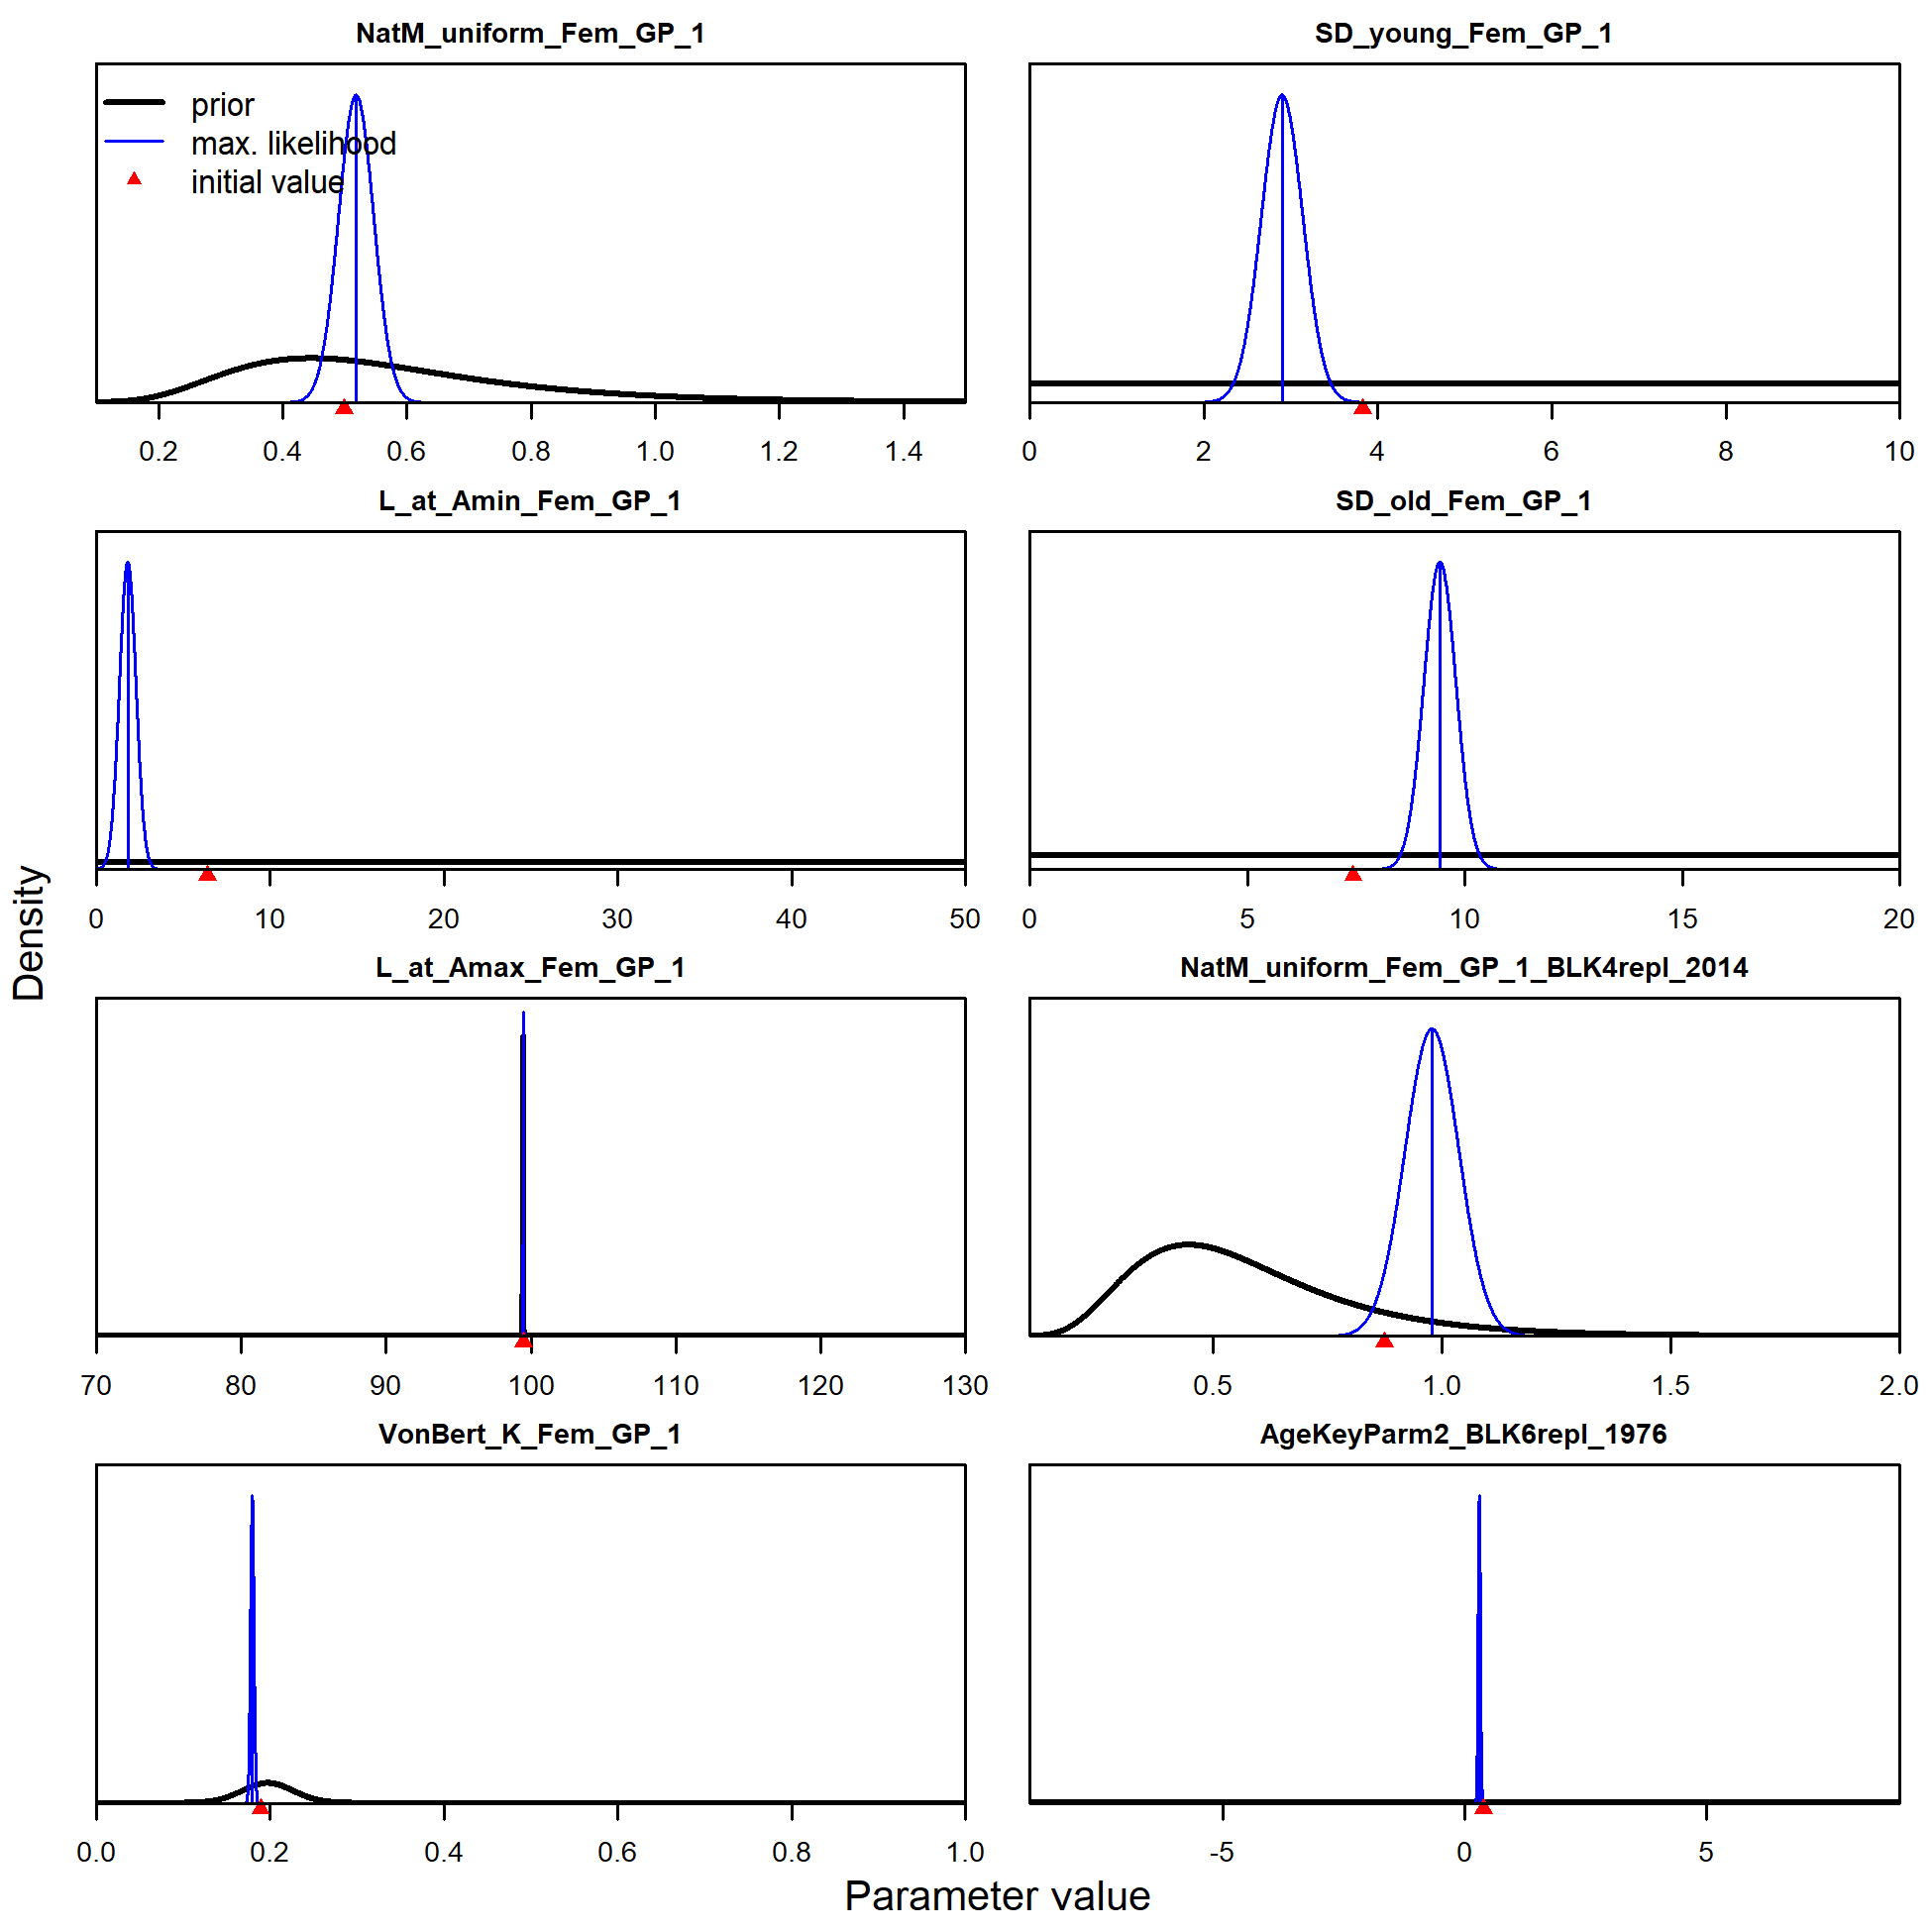 NatM_uniform_Fem_GP_1
prior
max. likelihood
initial value
0.2 0.4 0.6 0.8 1.0 1.2 1.4
SD_young_Fem_GP_1
0 2 4 6 8 10
L_at_Amin_Fem_GP_1
0 10 20 30 40 50
SD_old_Fem_GP_1
0 5 10 15 20
L_at_Amax_Fem_GP_1
70 80 90 100 110 120 130
NatM_uniform_Fem_GP_1_BLK4repl_2014
0.5 1.0 1.5 2.0
VonBert_K_Fem_GP_1
0.0 0.2 0.4 0.6 0.8 1.0
AgeKeyParm2_BLK6repl_1976
-5 0 5
Density
Parameter value